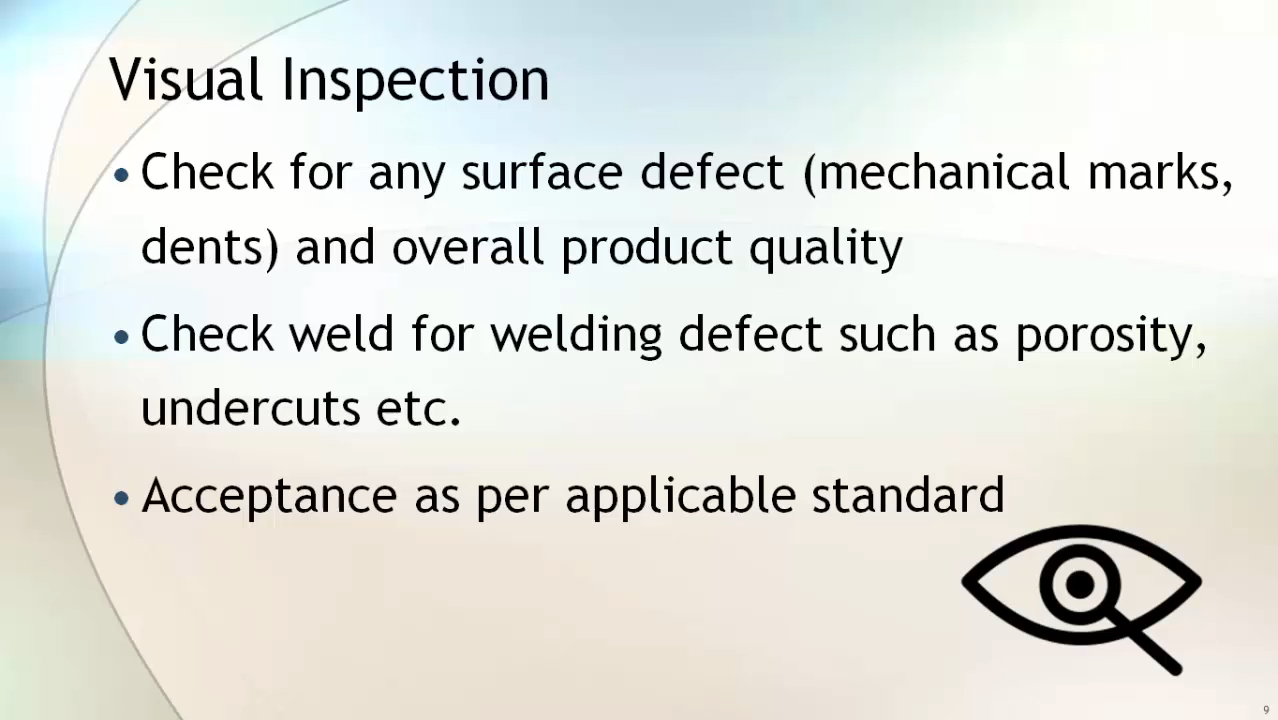 Visual Inspection
• Check for any surface defect (mechanical marks,
dents) and overall product quality
• Check weld for welding defect such as porosity,
undercuts etc.
• Acceptance as per applicable standard
9